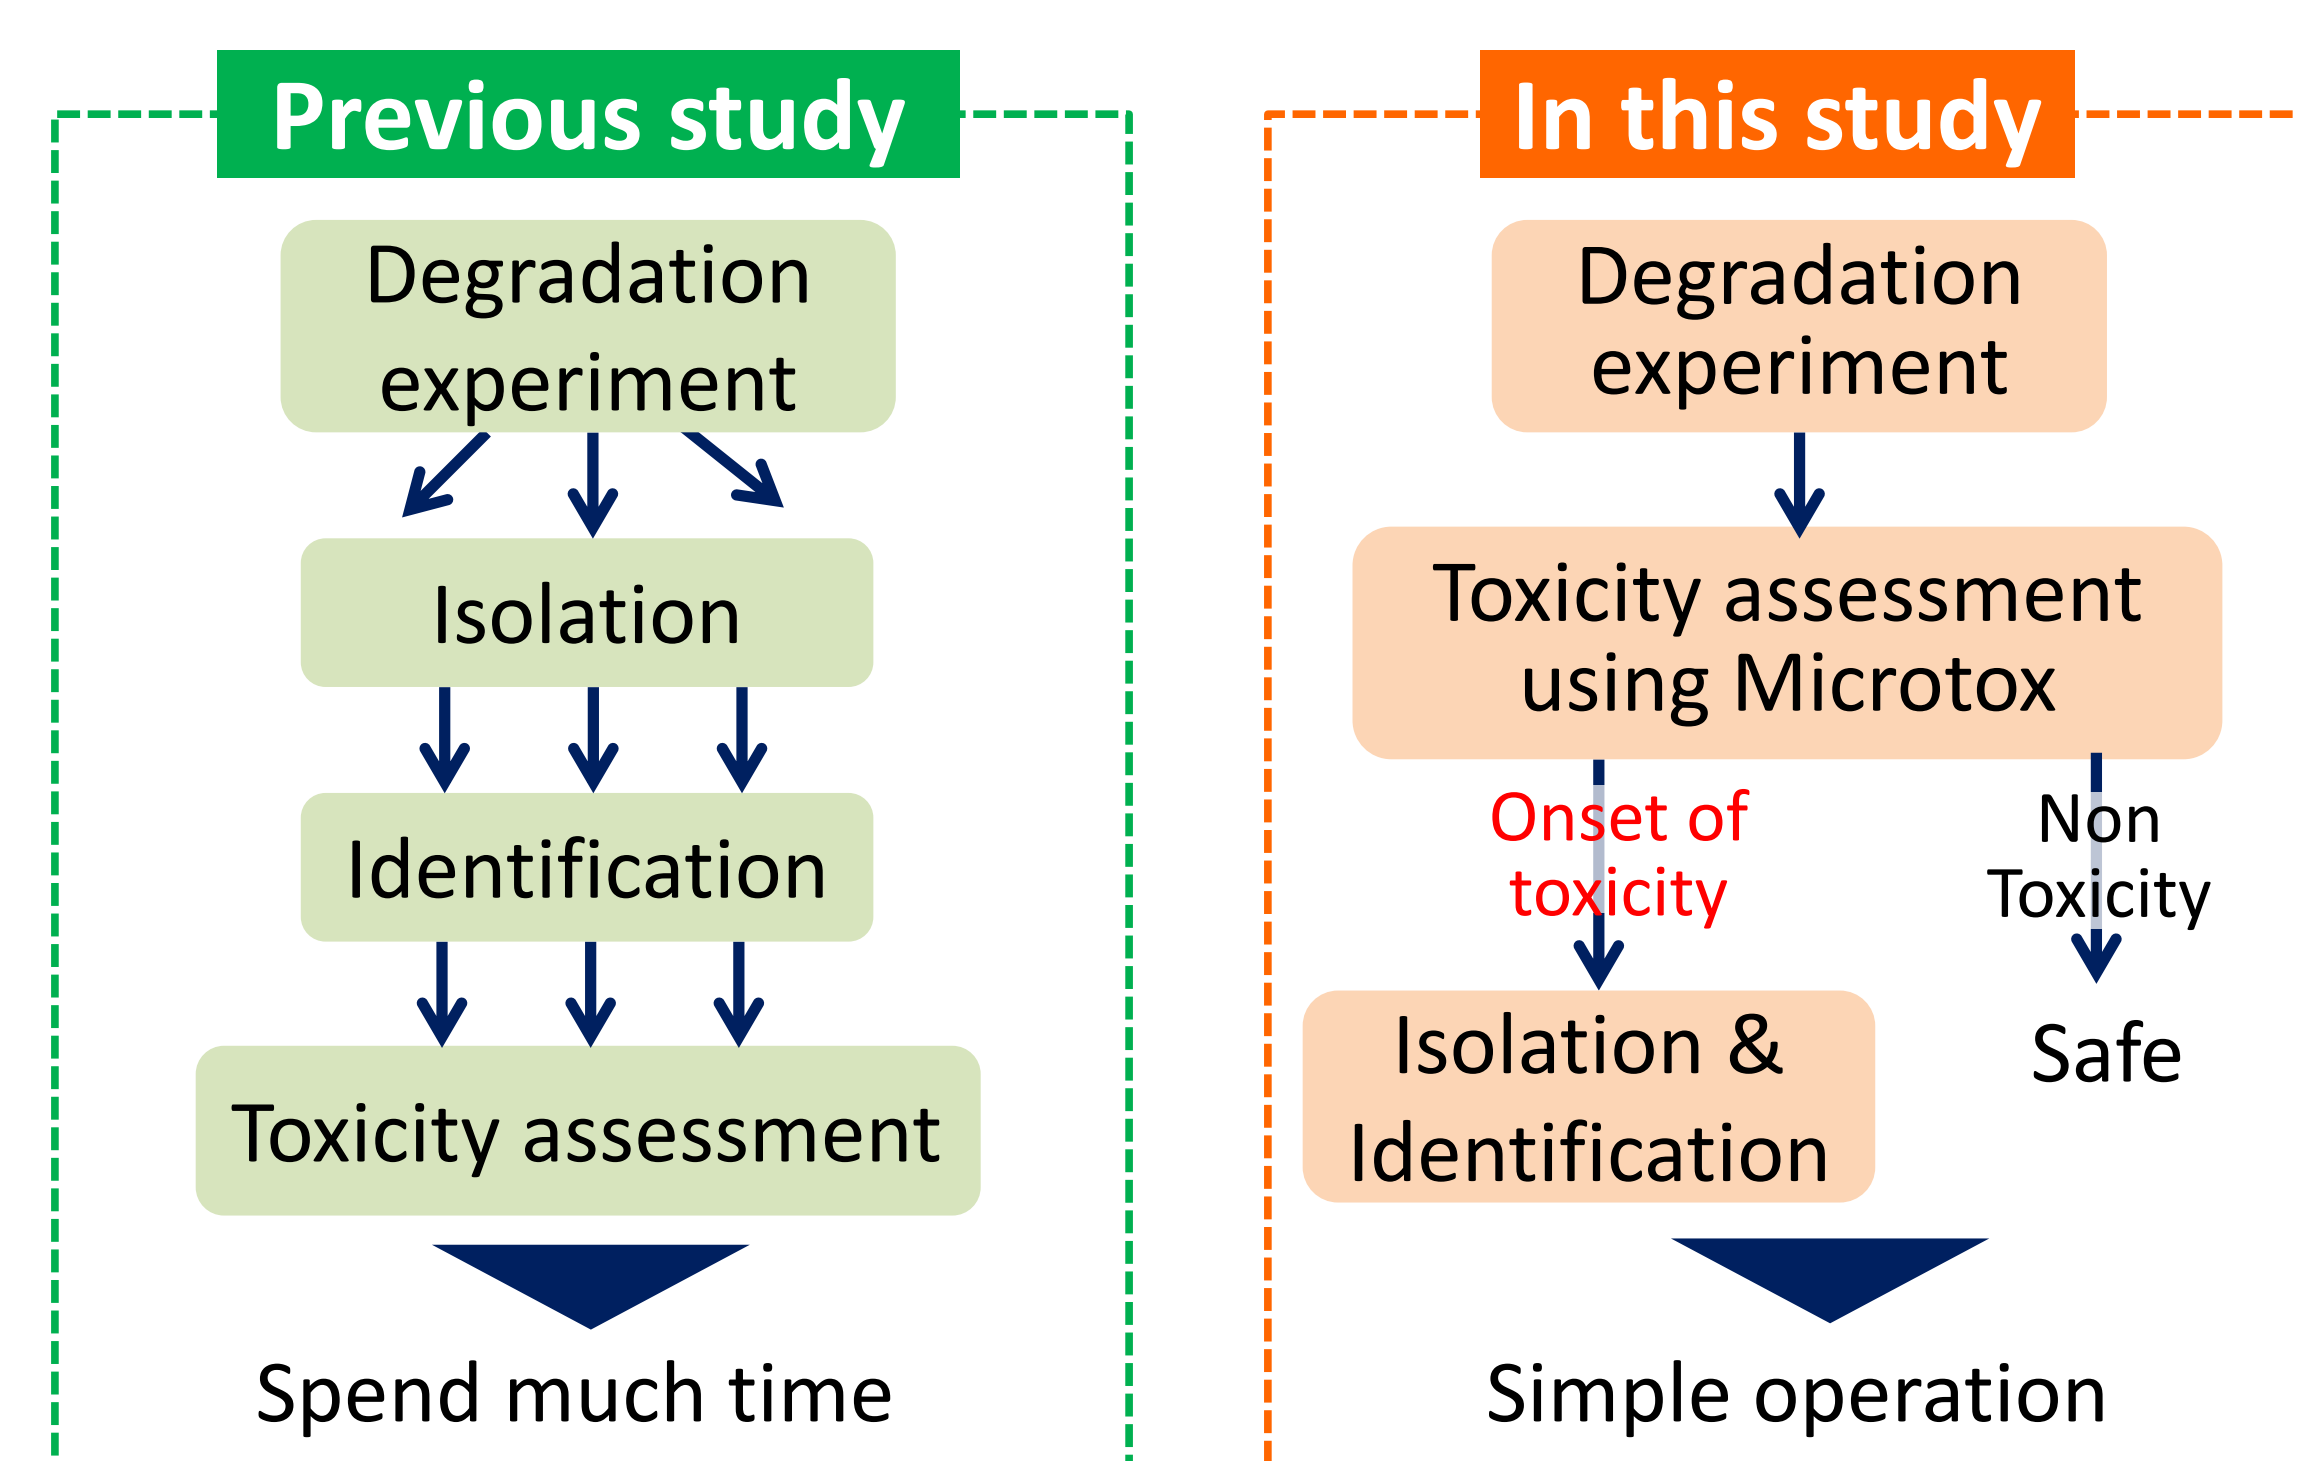 Previous study
Degradation
experiment
Isolation
Identification
Toxicity assessment
Spend much time
In this study
Degradation
experiment
Toxicity assessment
using Microtox
Onset of
toxicity
Non
Toxicity
Isolation &
Identification
Safe
Simple operation